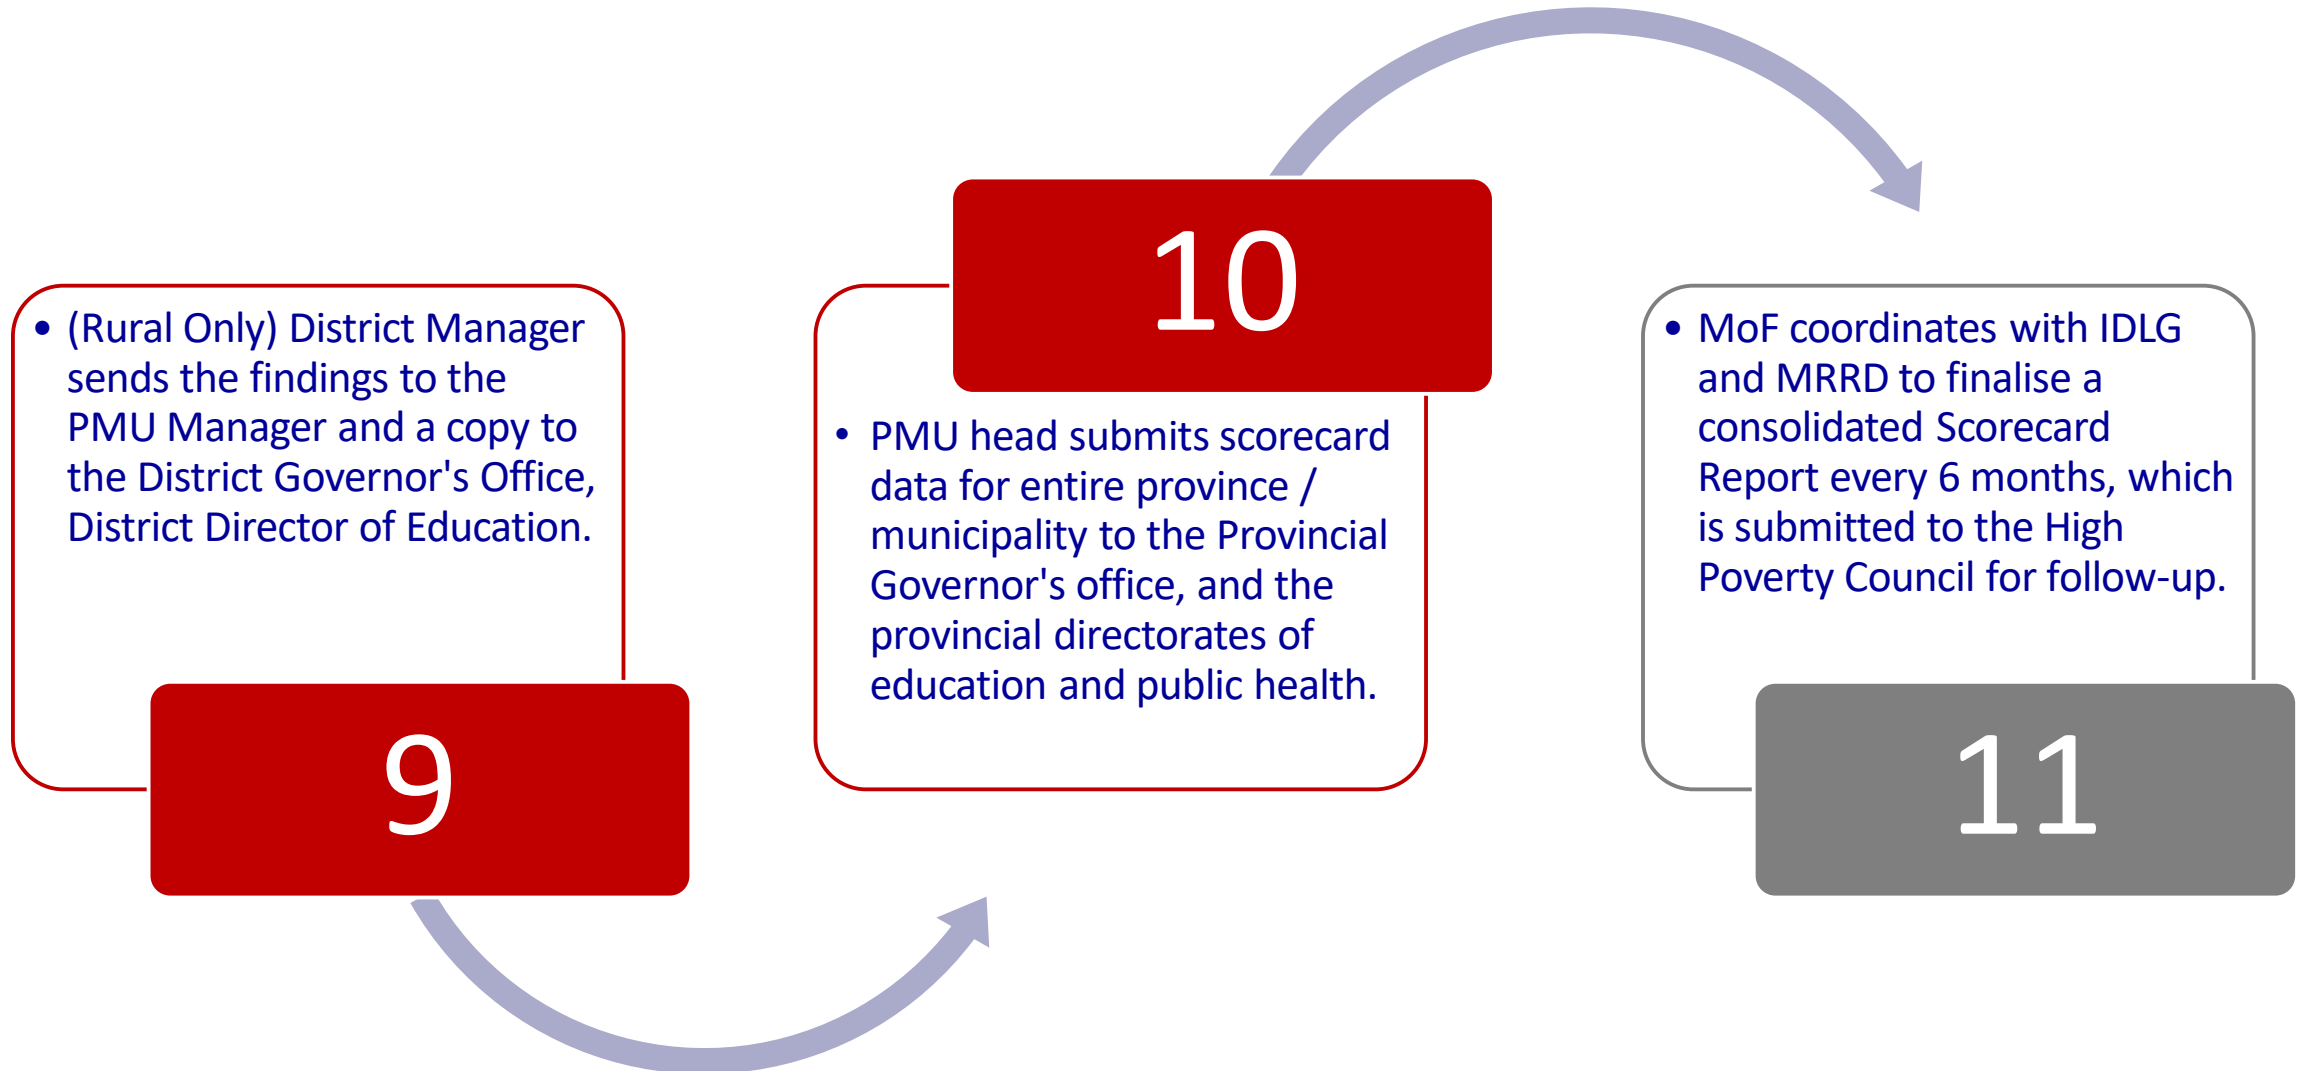 • (Rural Only) District Manager
sends the findings to the
PMU Manager and a copy to
the District Governor's Office,
District Director of Education.
9
10
• PMU head submits scorecard
data for entire province /
municipality to the Provincial
Governor's office, and the
provincial directorates of
education and public health.
• MoF coordinates with IDLG
and MRRD to finalise a
consolidated Scorecard
Report every 6 months, which
is submitted to the High
Poverty Council for follow-up.
11